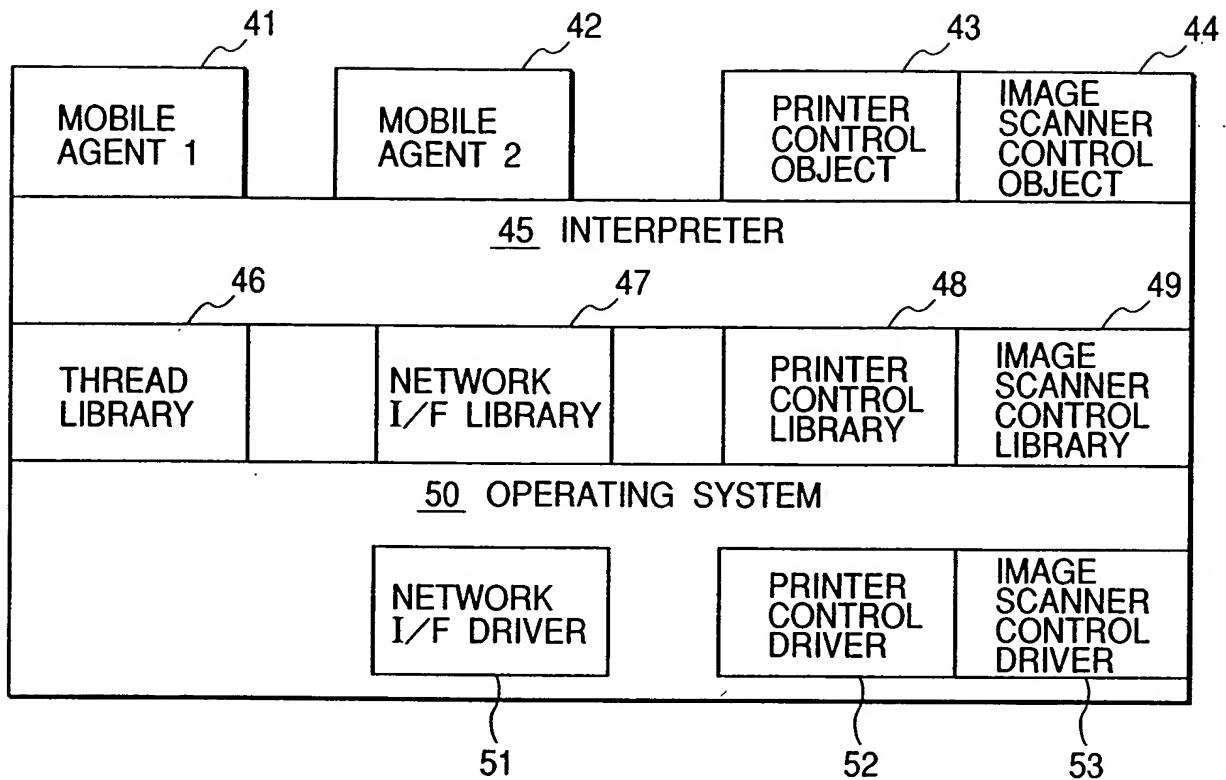 41
42
43
44
MOBILE
AGENT 1
MOBILE
AGENT 2
PRINTER
CONTROL
OBJECT
IMAGE
SCANNER
CONTROL
OBJECT
45 INTERPRETER
46
47
48
49
THREAD
LIBRARY
NETWORK
I/F LIBRARY
PRINTER
CONTROL
LIBRARY
IMAGE
SCANNER
CONTROL
LIBRARY
50 OPERATING SYSTEM
NETWORK
I/F DRIVER
PRINTER
CONTROL
DRIVER
IMAGE
SCANNER
CONTROL
DRIVER
51
52
53